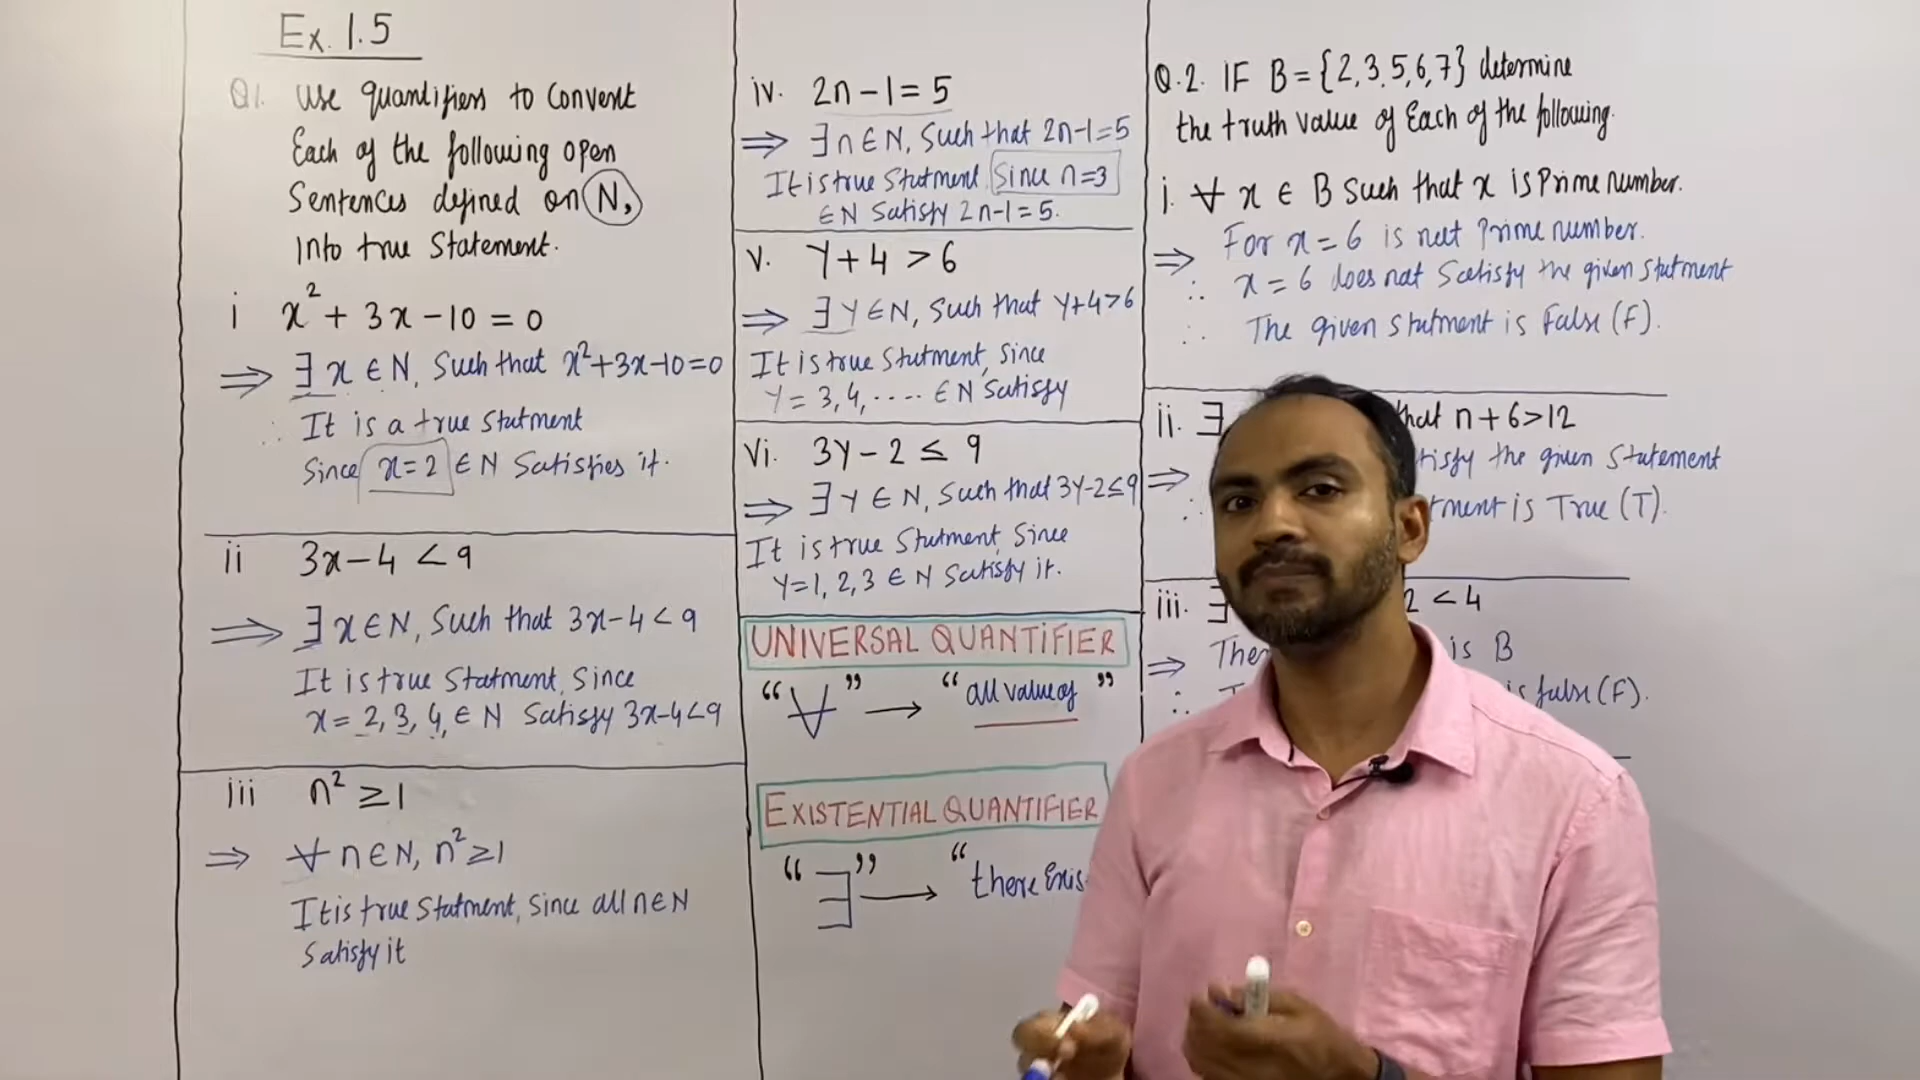 Ex. 1.5
Q1. Use quantifiers to Convert
Each of the following open
Sentences defined on N,
Into true Statement.
i x² + 3x - 10 = 0
⇒ ∃ x ∈ N, Such that x²+3x-10=0
∴ It is a true Statment
Since x=2 ∈ N Satisfies it.
ii 3x - 4 < 9
⇒ ∃ x ∈ N, Such that 3x-4 < 9
It is true Statment, Since
x = 2, 3, 4, ∈ N Satisfy 3x-4<9
iii n² ≥ 1
⇒ ∀ n ∈ N, n² ≥ 1
It is true Statment, Since all n ∈ N
Satisfy it
iv. 2n - 1 = 5
⇒ ∃ n ∈ N, Such that 2n-1=5
It is true Statment Since n=3
∈ N Satisfy 2n-1=5.
v. Y + 4 > 6
⇒ ∃ Y ∈ N, Such that Y+4>6
It is true Statment, Since
Y = 3, 4, ···· ∈ N Satisfy
vi. 3Y - 2 ≤ 9
⇒ ∃ Y ∈ N, Such that 3Y-2≤9
It is true Statment, Since
Y=1, 2, 3 ∈ N Satisfy it.
UNIVERSAL QUANTIFIER
“∀” → “all value of”
EXISTENTIAL QUANTIFIER
“∃” → “there Exis
Q.2. IF B = {2,3,5,6,7} determine
the truth value of Each of the following.
i. ∀ x ∈ B Such that x is Prime number.
⇒ For x = 6 is not Prime number.
∴ x = 6 does not Satisfy the given Statment
∴ The given Statment is False (F).
ii. ∃ that n + 6 > 12
⇒ tisfy the given Statement
∴ tment is True (T).
iii. ∃ 2 < 4
⇒ Ther is B
∴ T is false (F).